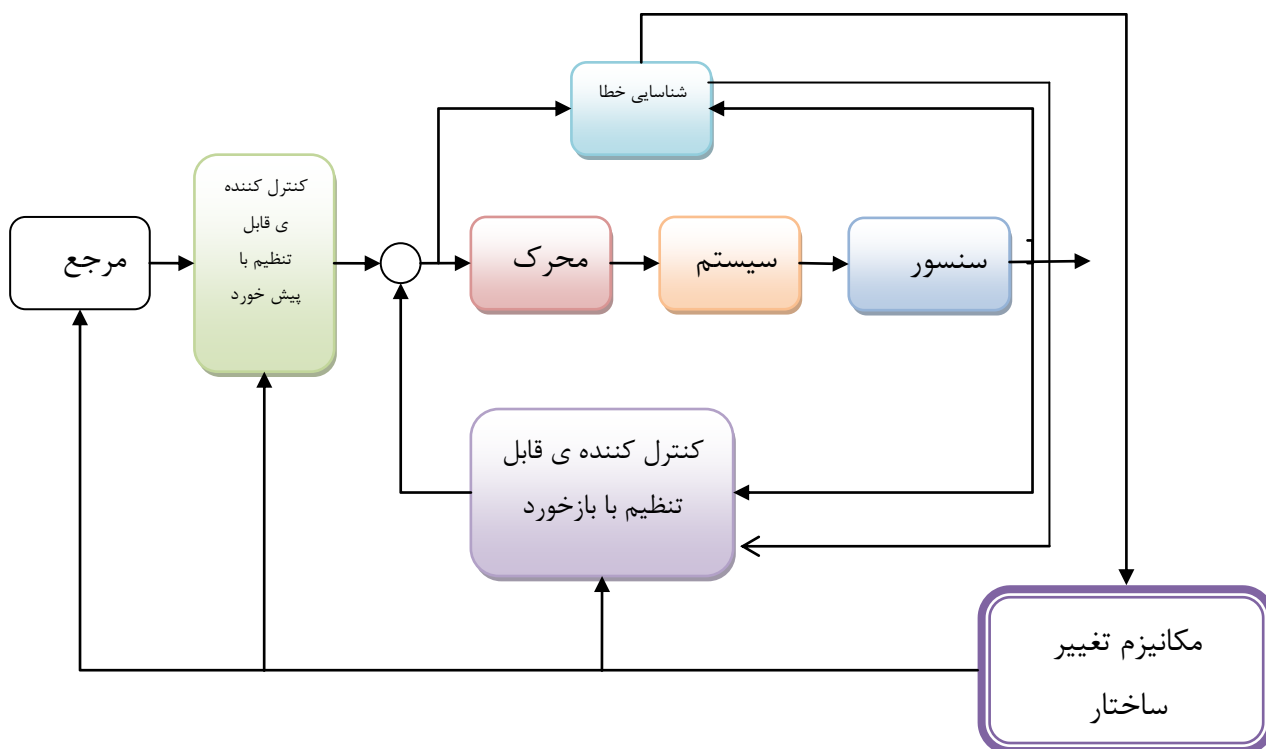 شناسایی خطا
کنترل کننده
ی قابل
تنظیم با
پیش خورد
مرجع
محرک
سیستم
سنسور
کنترل کننده ی قابل
تنظیم با بازخورد
مکانیزم تغییر
ساختار